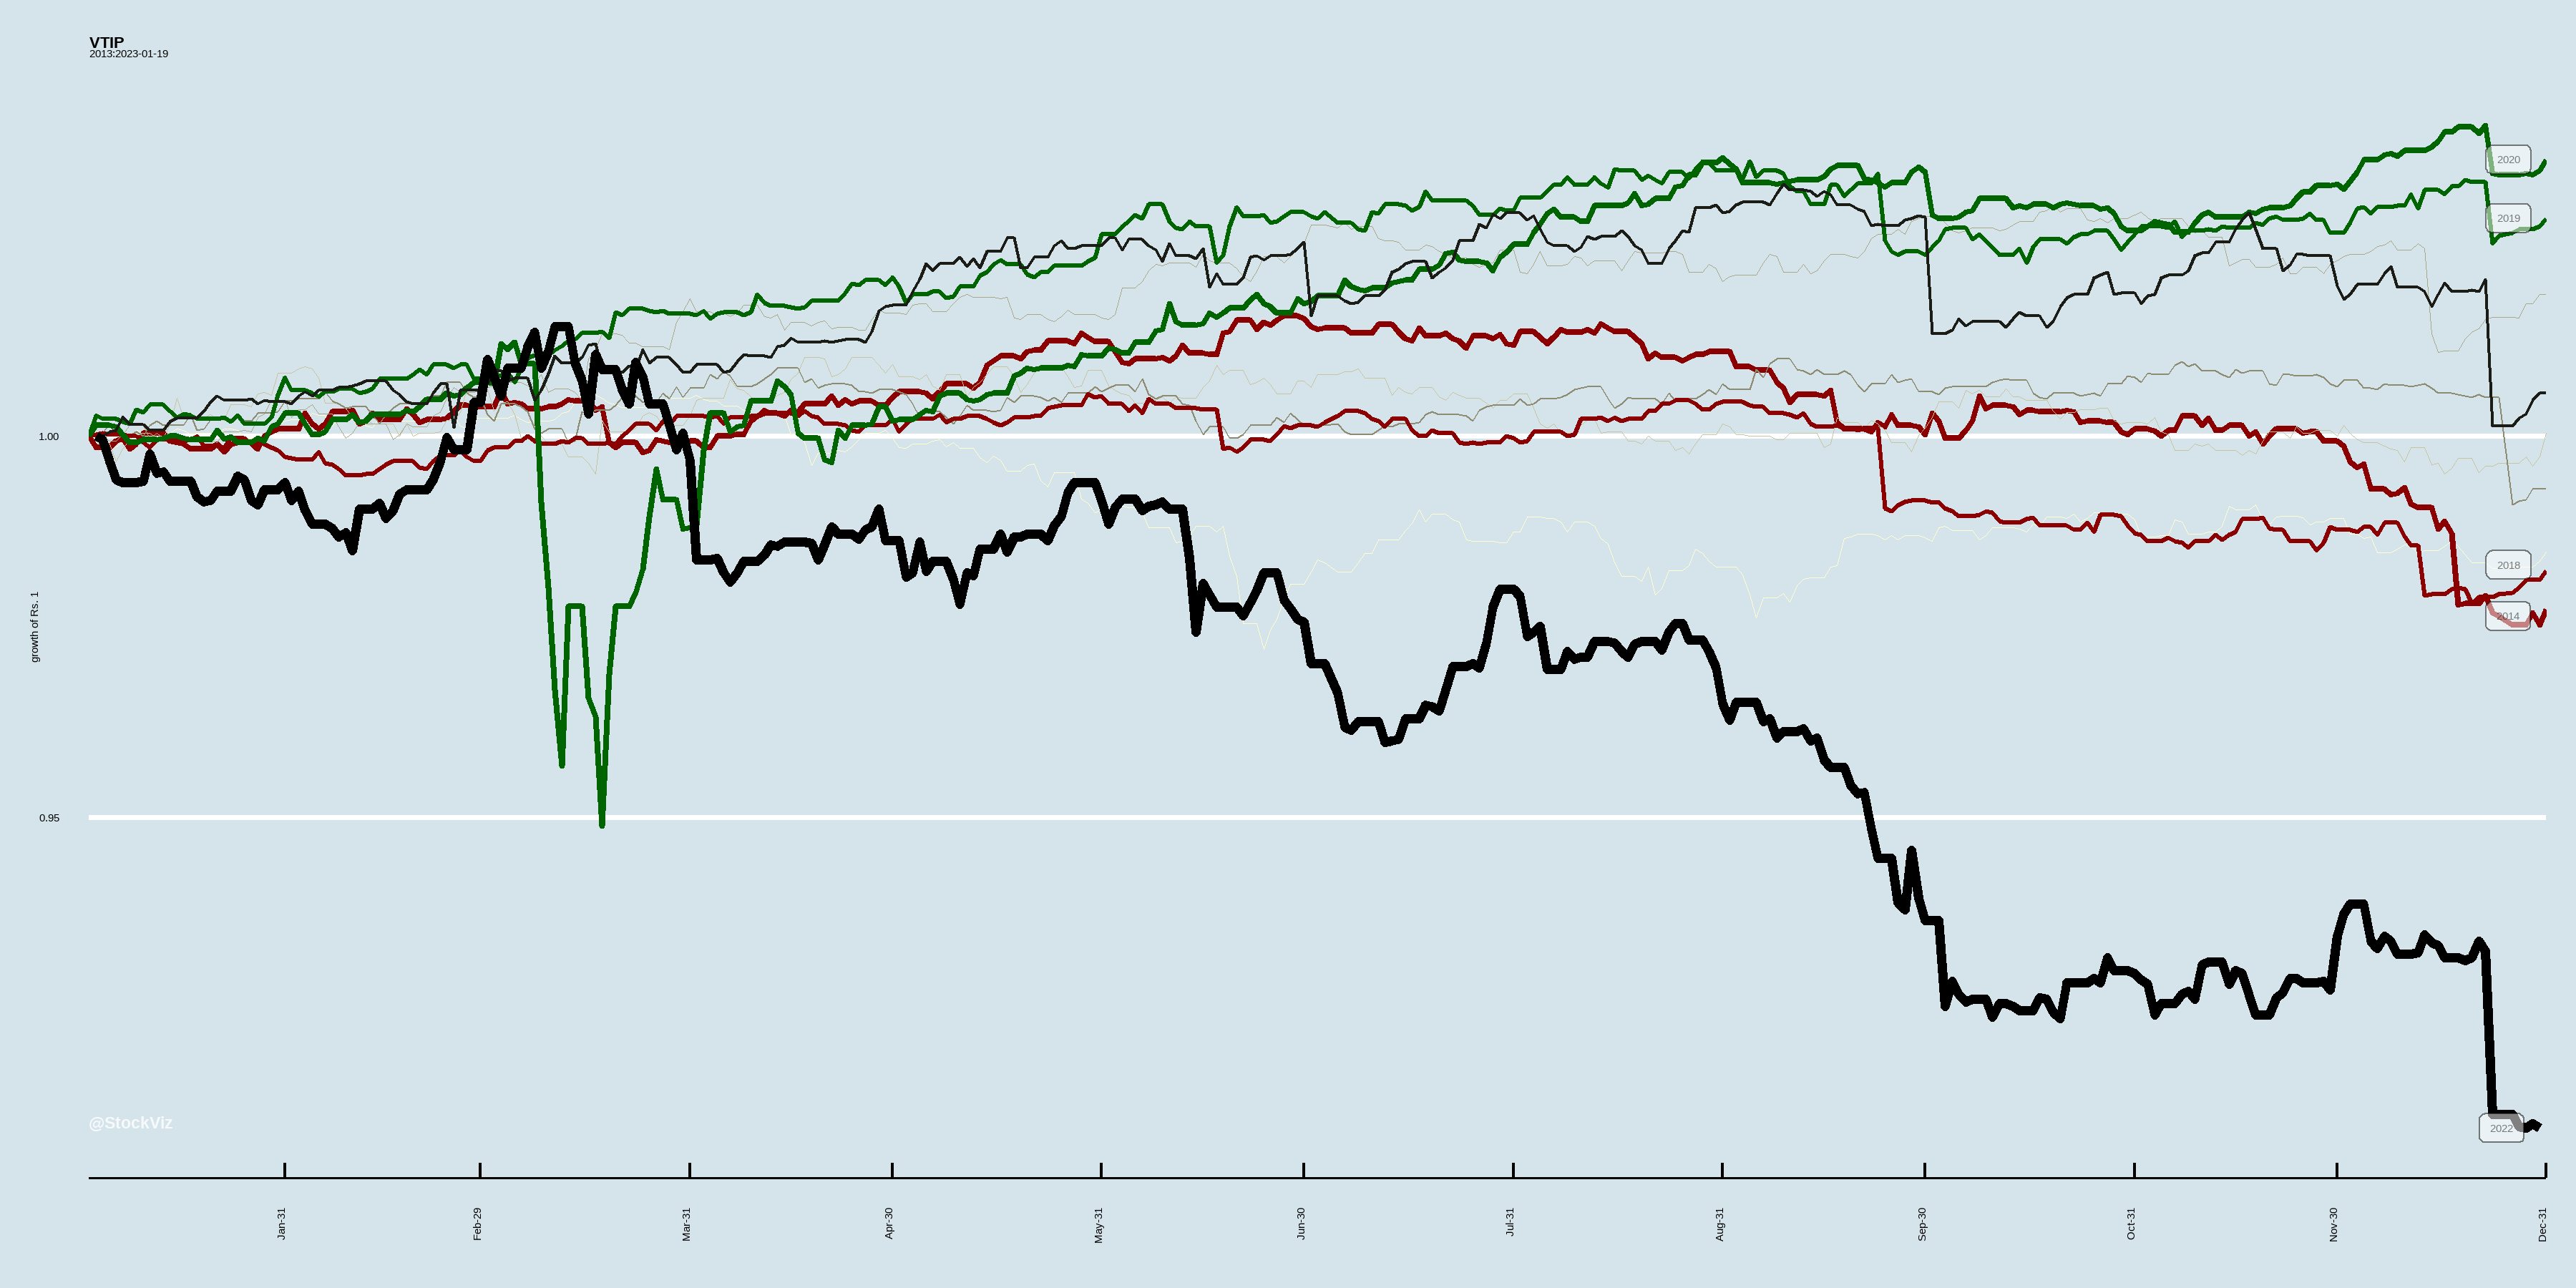 VTIP
2013:2023-01-19
2020
2019
1.00
2018
growth of Rs. 1
2014
0.95
@StockViz
2022
Jan-31
Feb-29
Mar-31
Apr-30
May-31
Jun-30
Jul-31
Aug-31
Sep-30
Oct-31
Nov-30
Dec-31